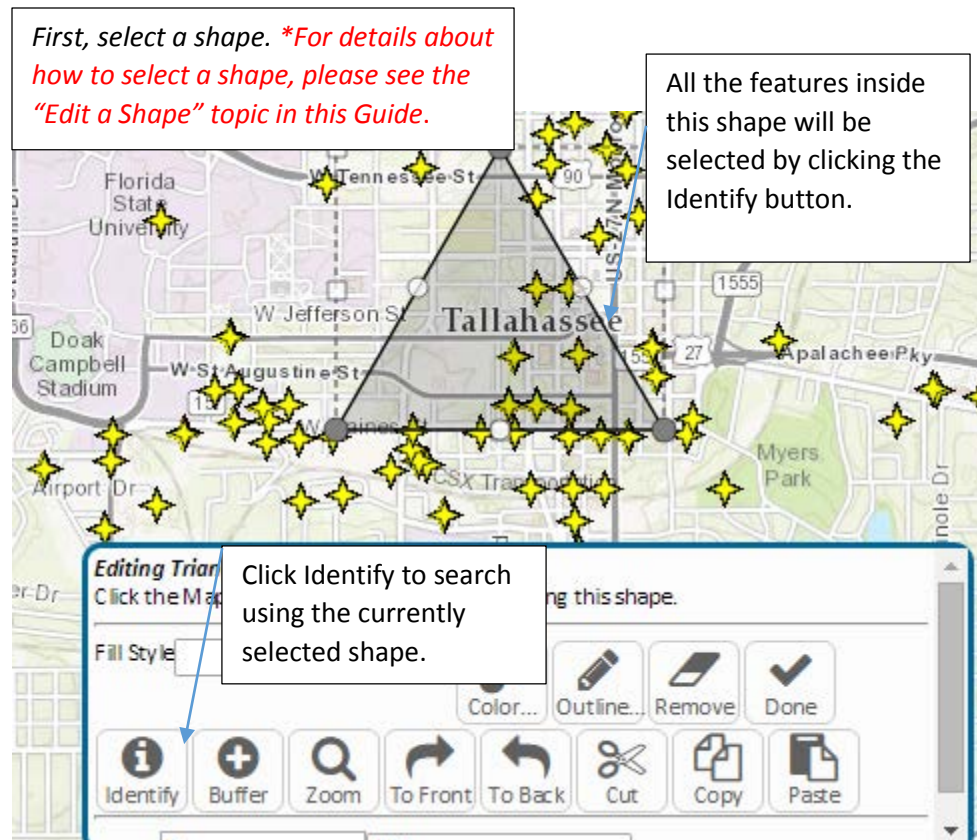 First, select a shape. *For details about
how to select a shape, please see the
“Edit a Shape” topic in this Guide.
All the features inside
this shape will be
selected by clicking the
Identify button.
W Tennessee St
90
Florida
State
University
1555
W Jefferson St
Tallahassee
Doak
Campbell
Stadium
27
Apalachee Pky
W St Augustine St
Myers
Park
CSX
Airport Dr
Editing
Click the
Click Identify to search
using the currently
selected shape.
this shape.
Fill Style
Color...
Outline...
Remove
Done
Identify
Buffer
Zoom
To Front
To Back
Cut
Copy
Paste